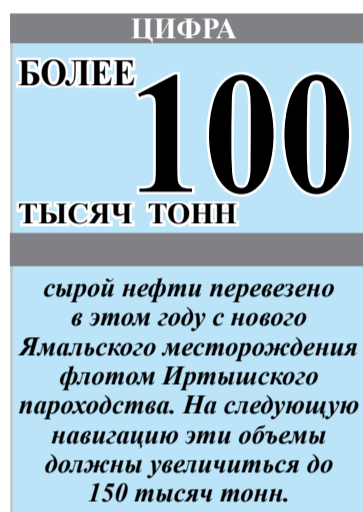 ЦИФРА
БОЛЕЕ
100
ТЫСЯЧ ТОНН
сырой нефти перевезено
в этом году с нового
Ямальского месторождения
флотом Иртышского
пароходства. На следующую
навигацию эти объемы
должны увеличиться до
150 тысяч тонн.